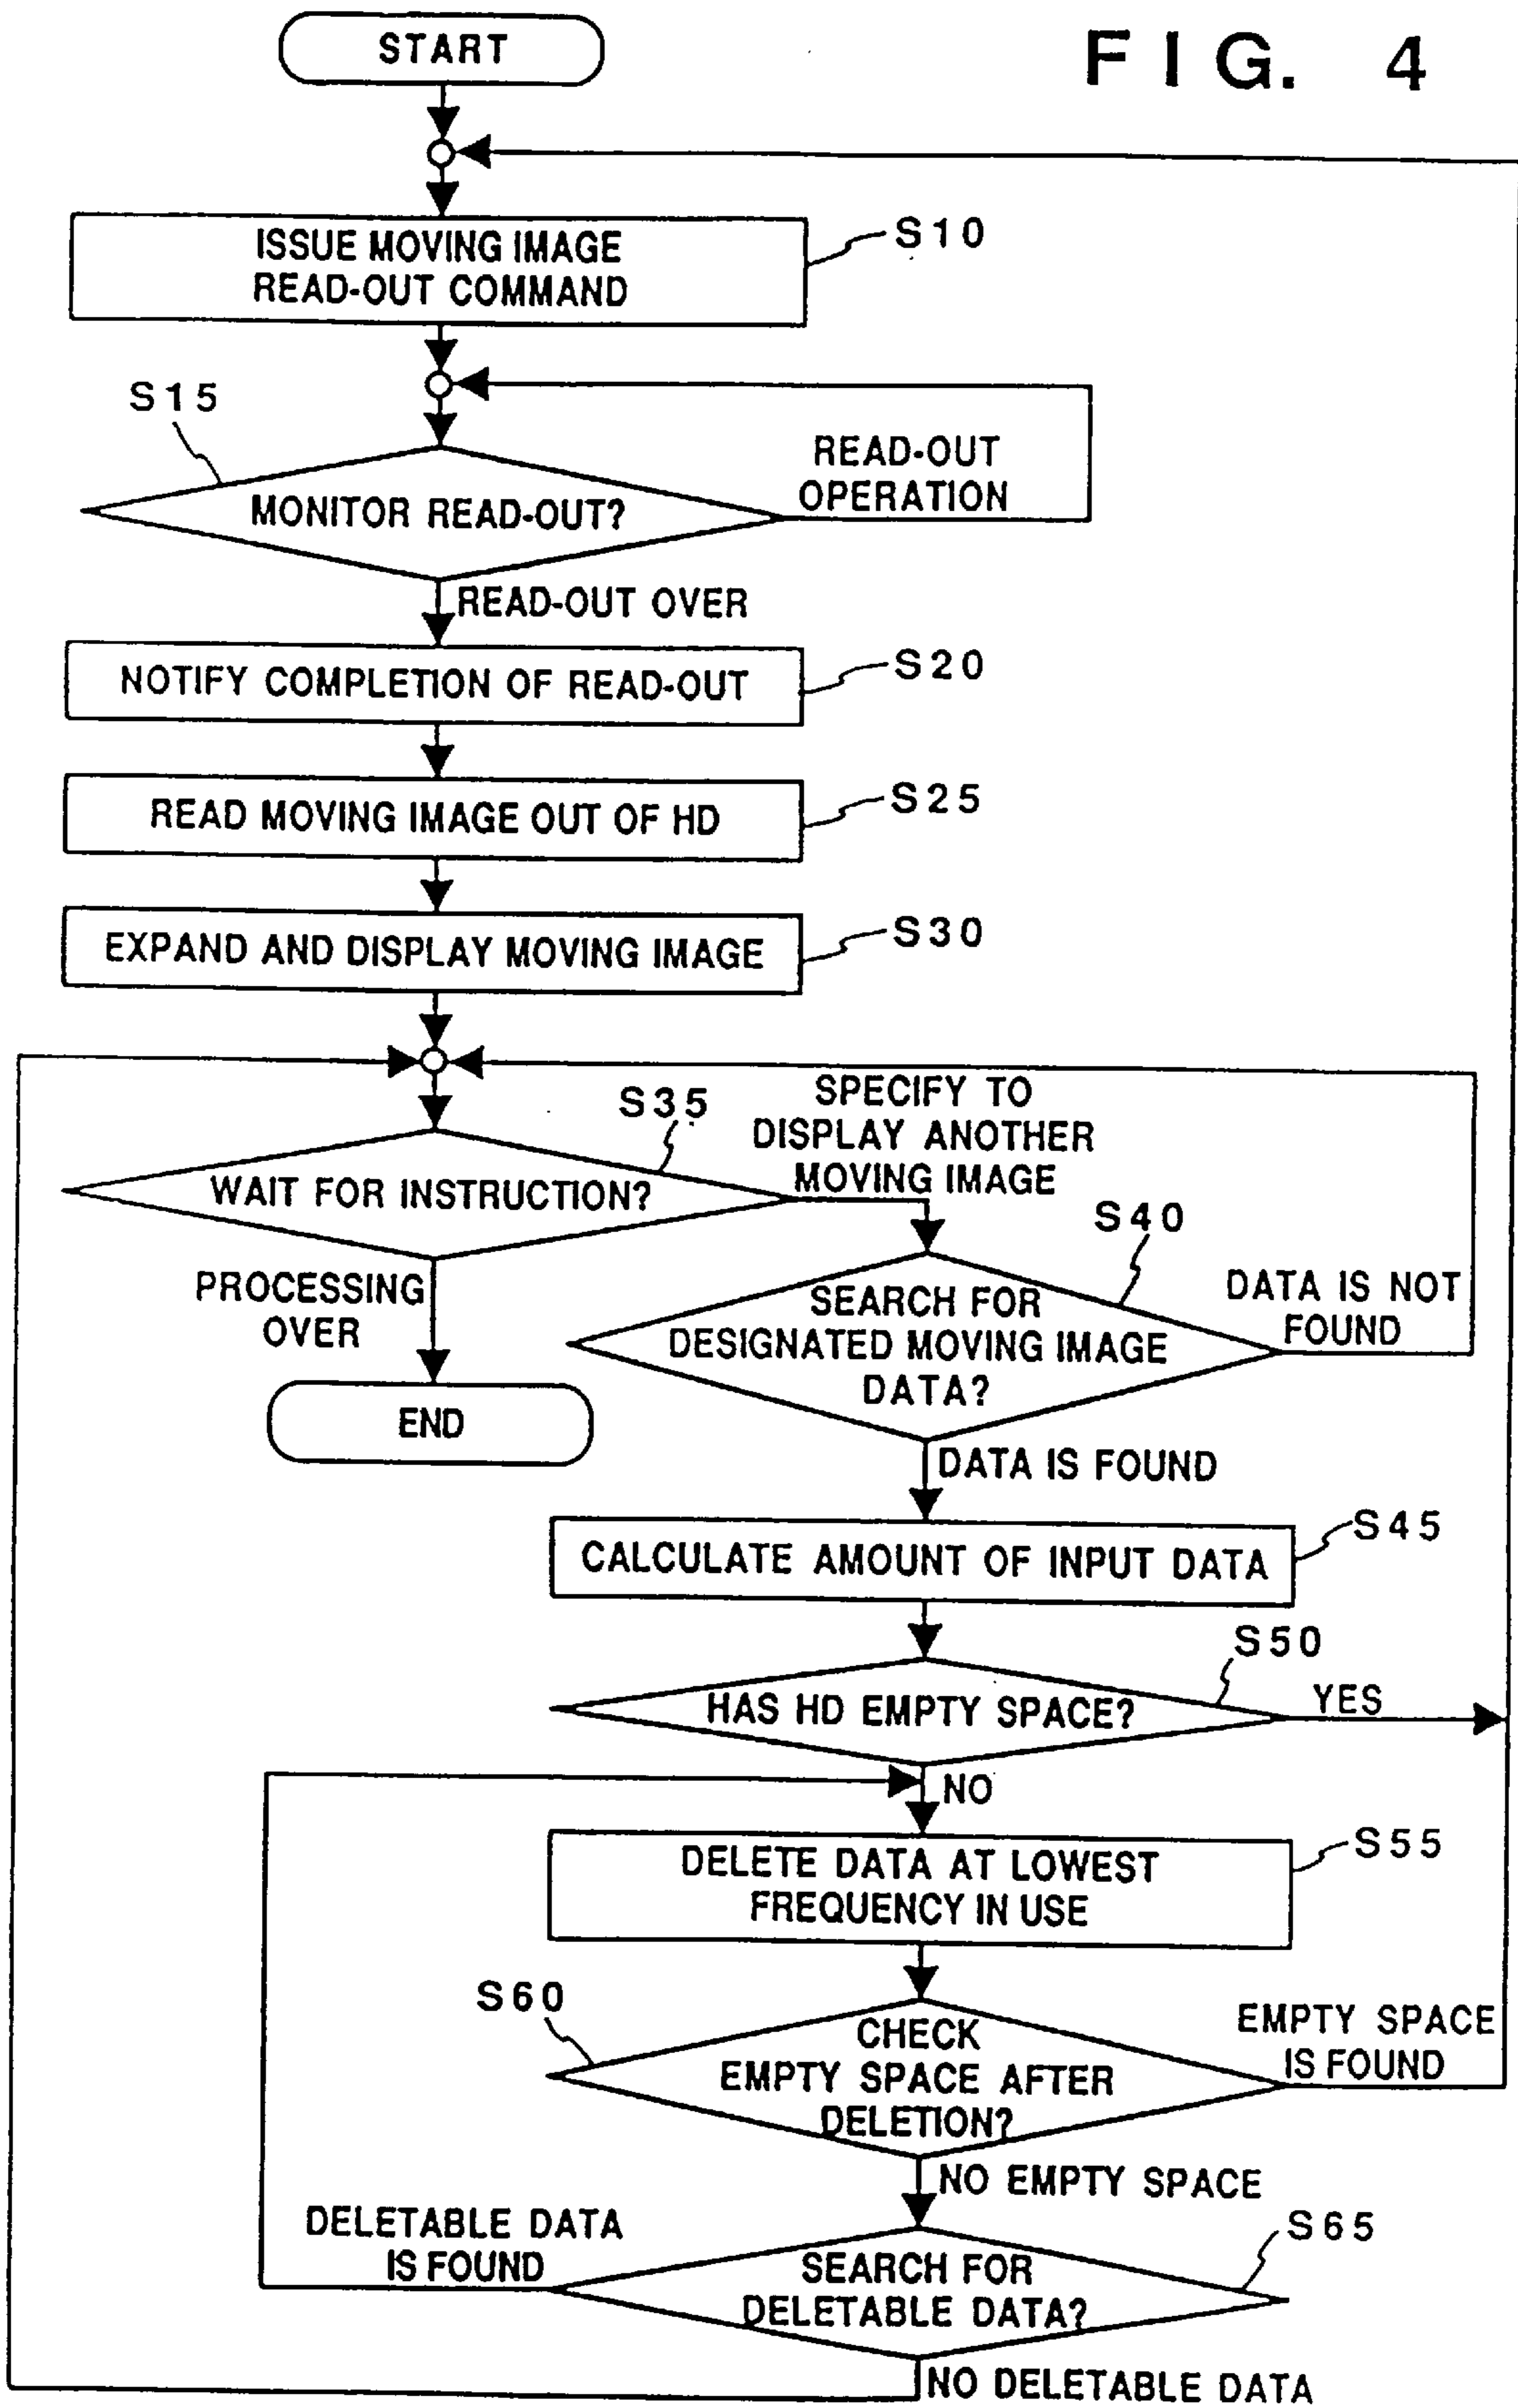 START
FIG. 4
ISSUE MOVING IMAGE
READ-OUT COMMAND
S10
S15
READ-OUT
OPERATION
MONITOR READ-OUT?
READ-OUT OVER
NOTIFY COMPLETION OF READ-OUT
S20
READ MOVING IMAGE OUT OF HD
S25
EXPAND AND DISPLAY MOVING IMAGE
S30
S35
SPECIFY TO
DISPLAY ANOTHER
MOVING IMAGE
WAIT FOR INSTRUCTION?
S40
PROCESSING
OVER
SEARCH FOR
DESIGNATED MOVING IMAGE
DATA?
DATA IS NOT
FOUND
END
DATA IS FOUND
CALCULATE AMOUNT OF INPUT DATA
S45
S50
HAS HD EMPTY SPACE?
YES
NO
DELETE DATA AT LOWEST
FREQUENCY IN USE
S55
S60
CHECK
EMPTY SPACE AFTER
DELETION?
EMPTY SPACE
IS FOUND
NO EMPTY SPACE
DELETABLE DATA
IS FOUND
S65
SEARCH FOR
DELETABLE DATA?
NO DELETABLE DATA